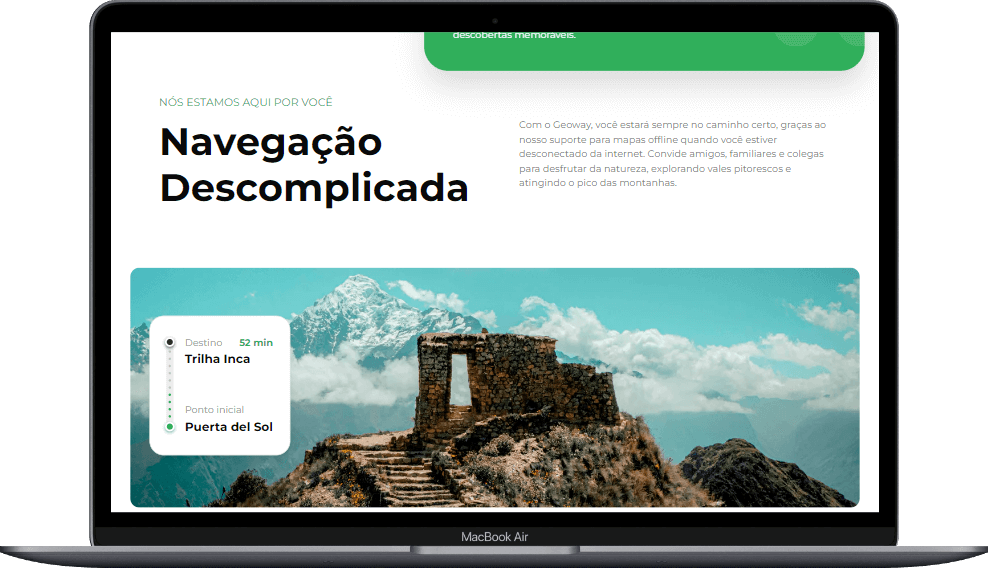 descobertas memoráveis.
NÓS ESTAMOS AQUI POR VOCÊ
Navegação
Descomplicada
Com o Geoway, você estará sempre no caminho certo, graças ao
nosso suporte para mapas offline quando você estiver
desconectado da internet. Convide amigos, familiares e colegas
para desfrutar da natureza, explorando vales pitorescos e
atingindo o pico das montanhas.
Destino 52 min
Trilha Inca
Ponto inicial
Puerta del Sol
MacBook Air